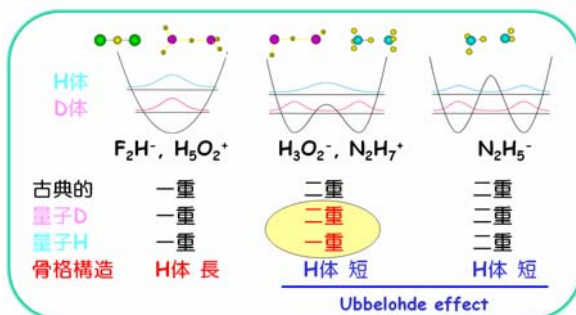 H体
D体
F₂H⁻, H₅O₂⁺ H₃O₂⁻, N₂H₇⁺ N₂H₅⁻
古典的 一重 二重 二重
量子D 一重 二重 二重
量子H 一重 一重 二重
骨格構造 H体 長 H体 短 H体 短
Ubbelohde effect